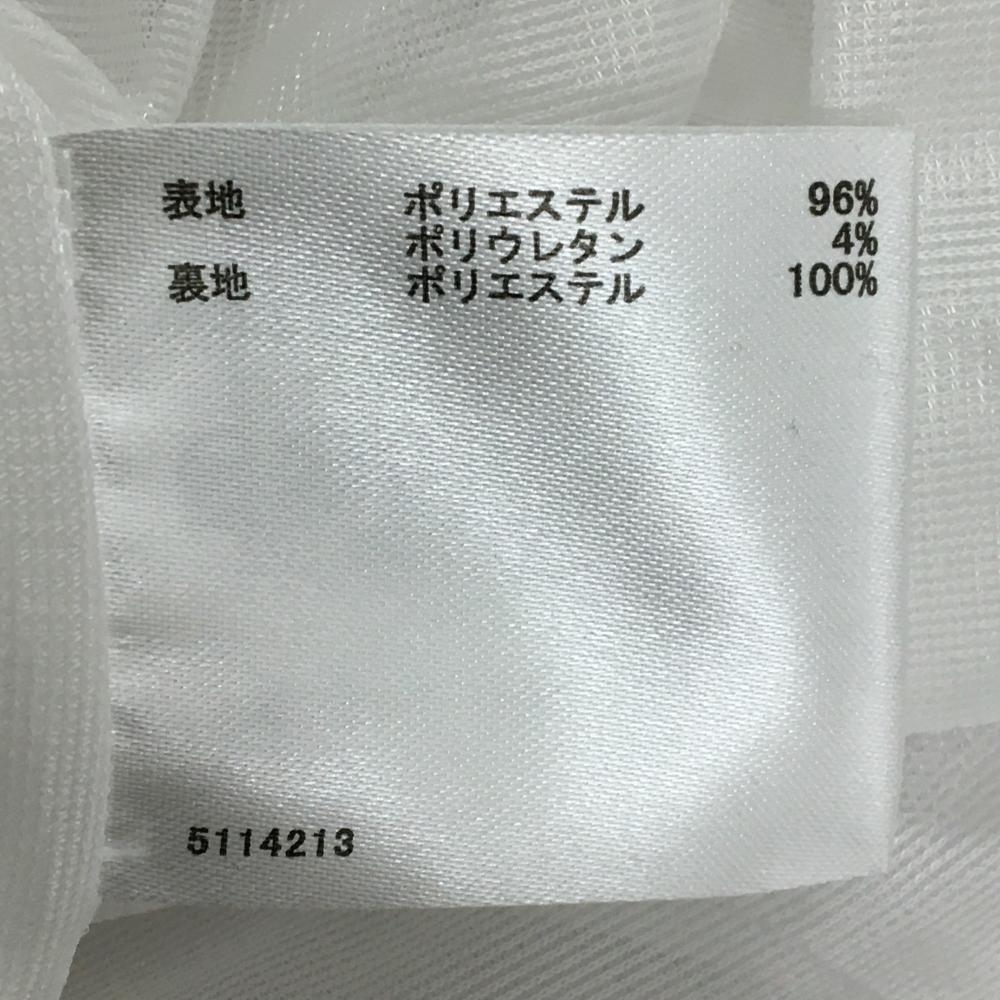 表地 ポリエステル 96%
ポリウレタン 4%
裏地 ポリエステル 100%
5114213